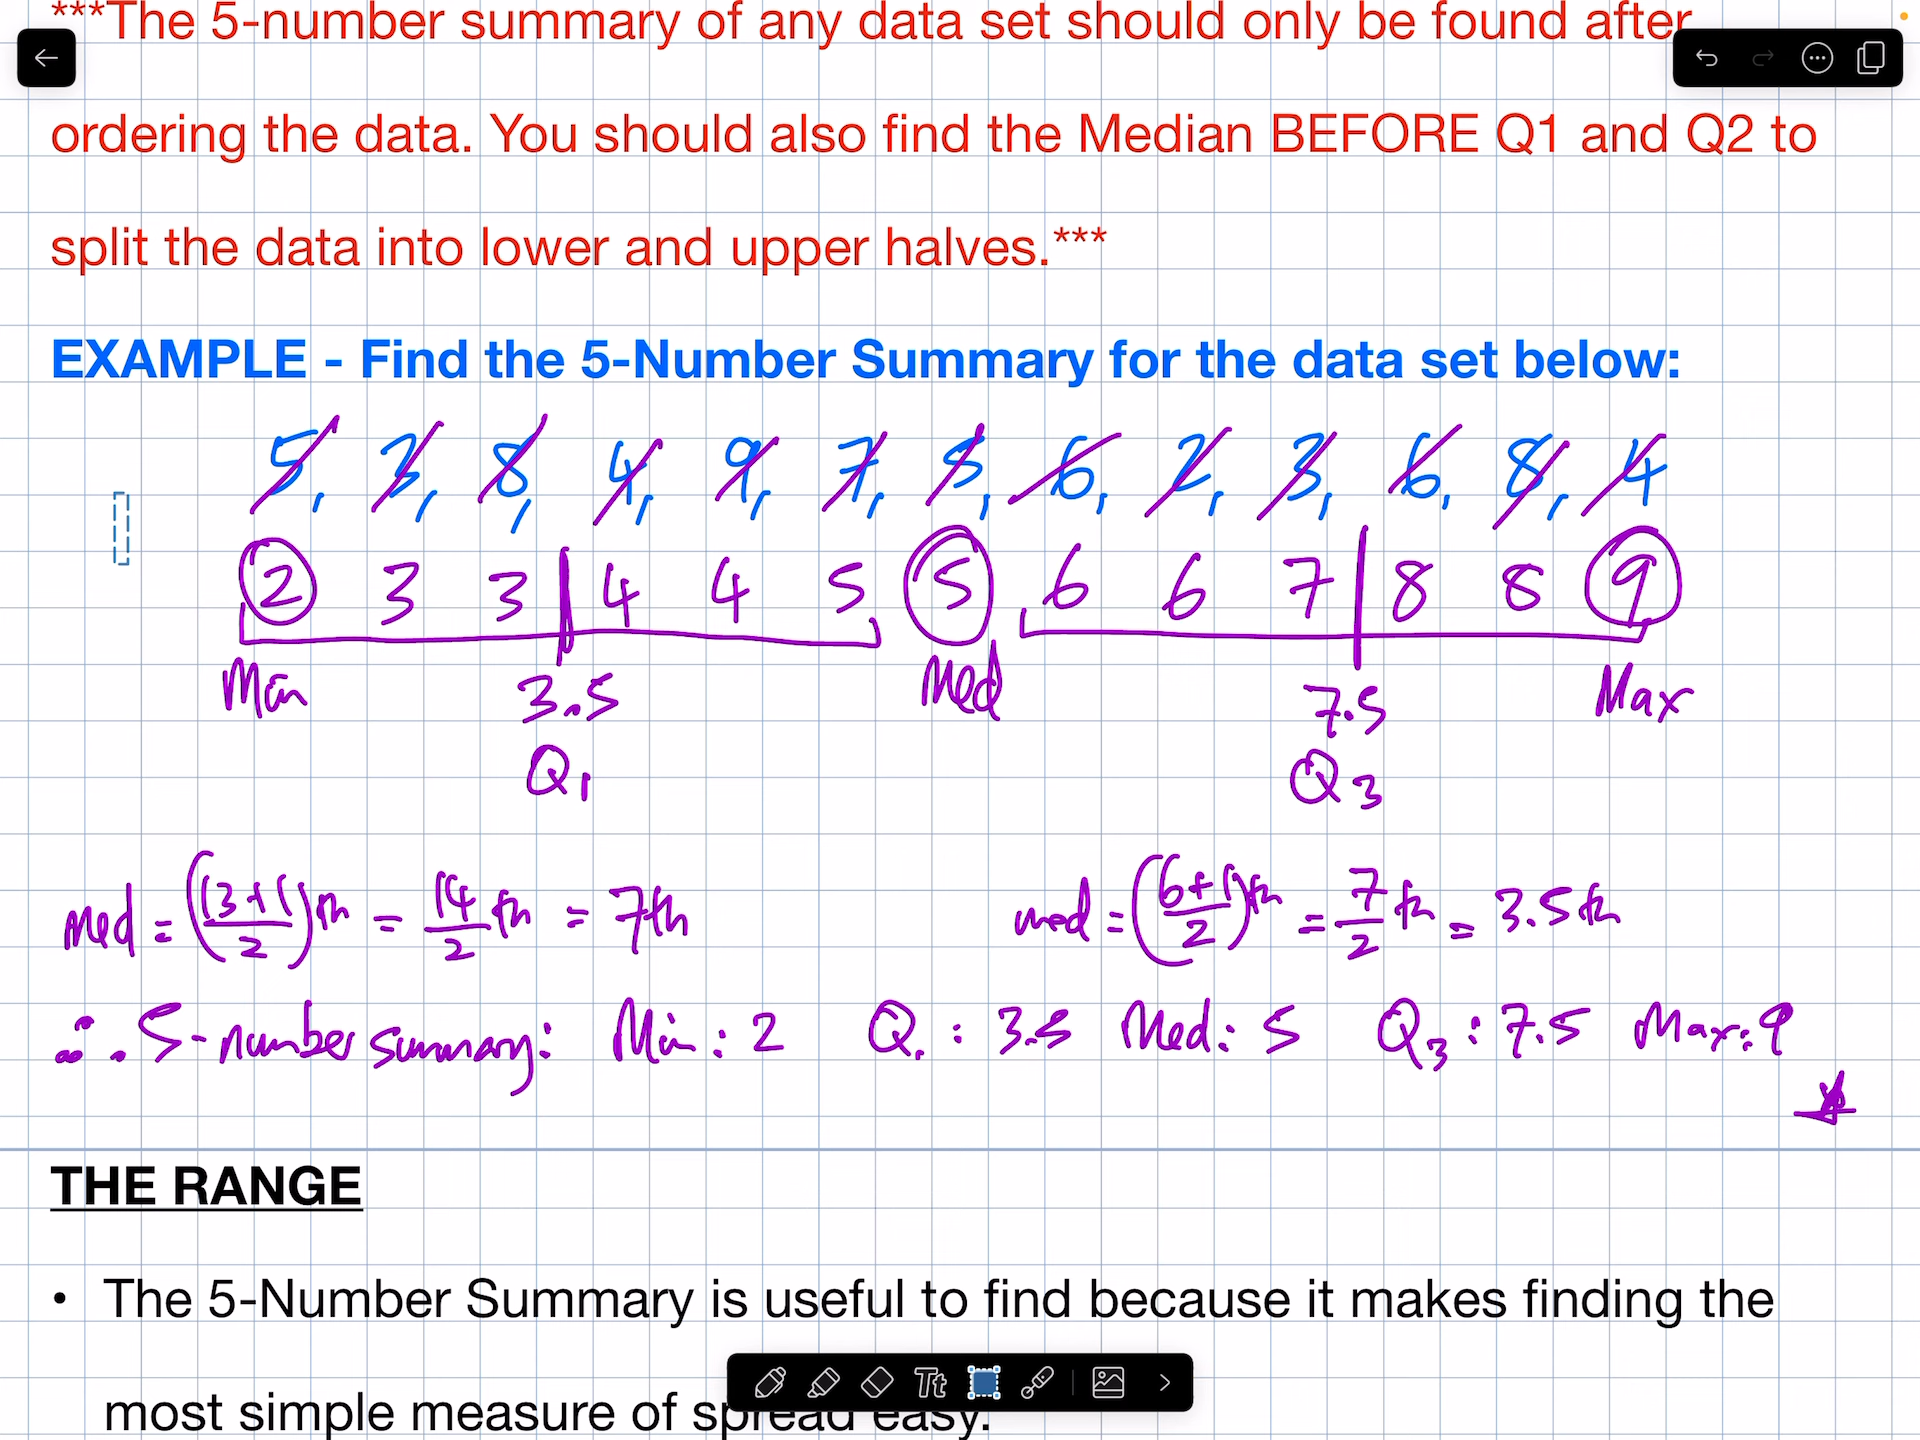 ***The 5-number summary of any data set should only be found after
ordering the data. You should also find the Median BEFORE Q1 and Q2 to
split the data into lower and upper halves.***
EXAMPLE - Find the 5-Number Summary for the data set below:
5, 3, 8, 4, 9, 7, 5, 6, 2, 3, 6, 8, 4
2 3 3 4 4 5 5 6 6 7 8 8 9
Min 3.5 Med 7.5 Max
Q1 Q3
med = ((13+1)/2)th = 14/2 th = 7th med = ((6+1)/2)th = 7/2 th = 3.5th
∴ 5-number summary: Min: 2 Q1: 3.5 Med: 5 Q3: 7.5 Max: 9
THE RANGE
• The 5-Number Summary is useful to find because it makes finding the
most simple measure of spread easy.
Tt